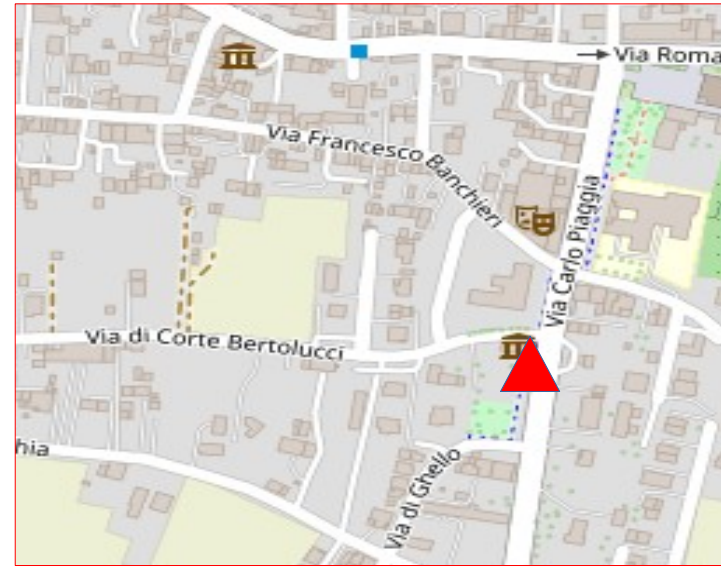 Via Roma
Via Francesco Banchieri
Via Carlo Piaggia
Via di Corte Bertolucci
hia
Via di Ghello